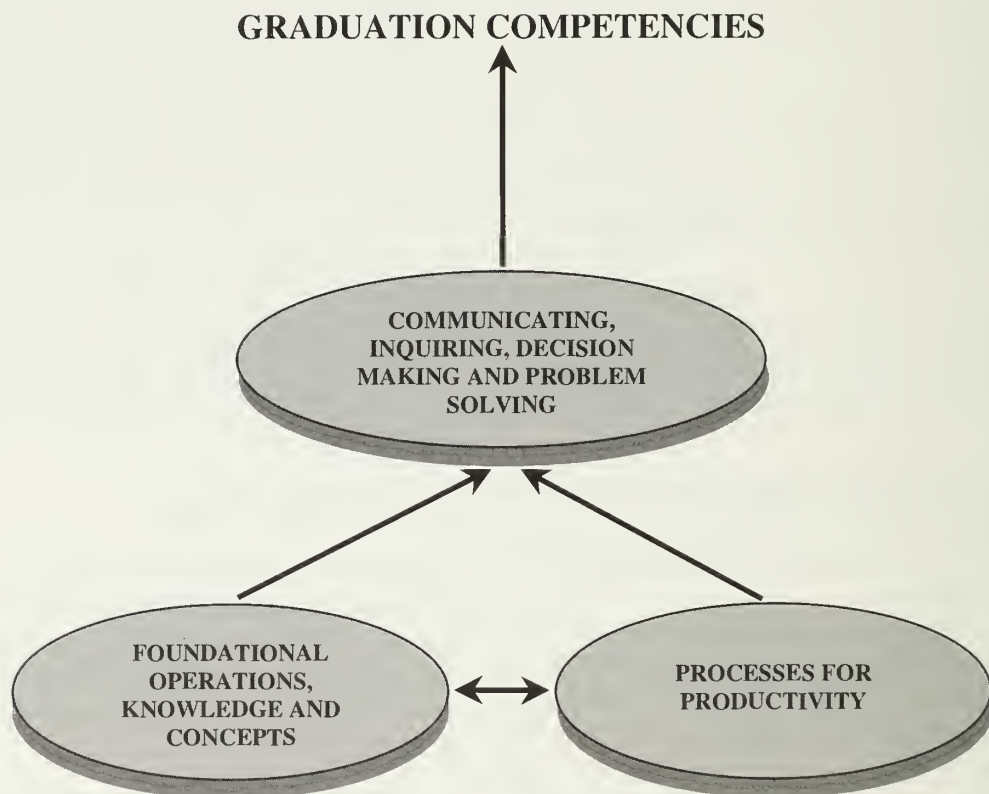 GRADUATION COMPETENCIES
COMMUNICATING,
INQUIRING, DECISION
MAKING AND PROBLEM
SOLVING
FOUNDATIONAL
OPERATIONS,
KNOWLEDGE AND
CONCEPTS
PROCESSES FOR
PRODUCTIVITY